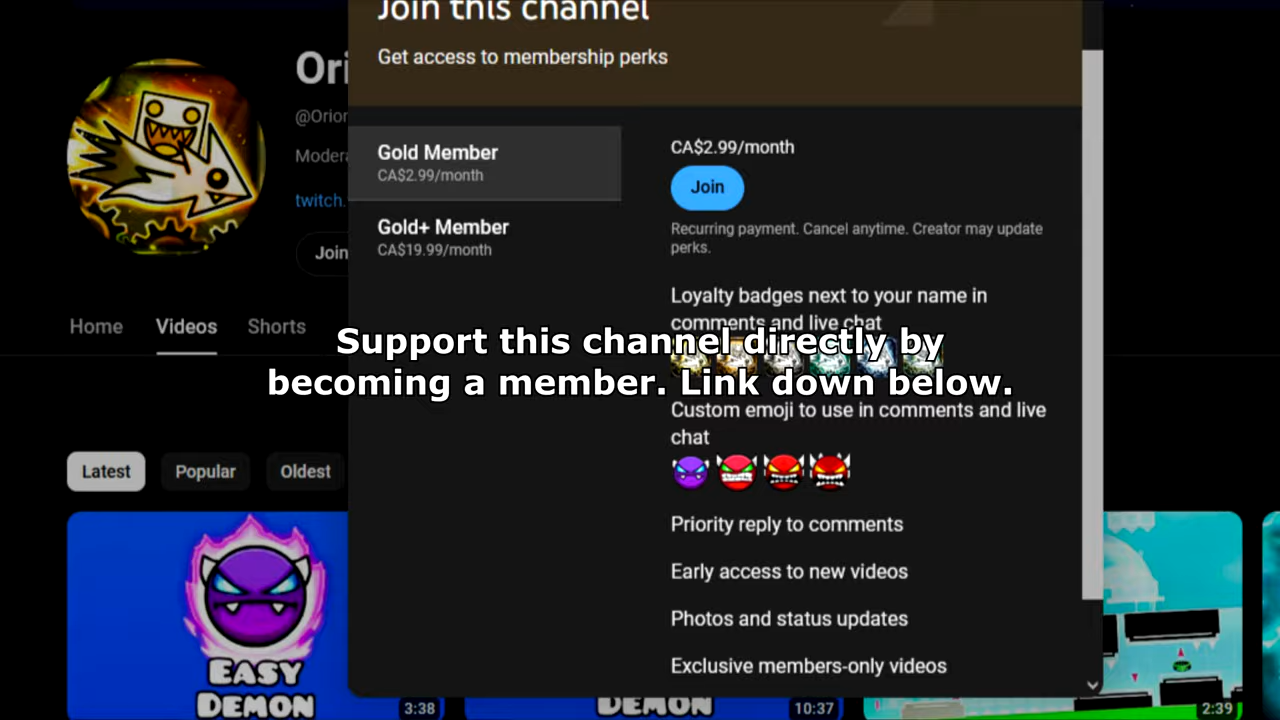 Join this channel
Get access to membership perks
Ori
@Orion
Modera
twitch.
Join
Gold Member
CA$2.99/month
Gold+ Member
CA$19.99/month
CA$2.99/month
Join
Recurring payment. Cancel anytime. Creator may update
perks.
Loyalty badges next to your name in
comments and live chat
Home
Videos
Shorts
Support this channel directly by
becoming a member. Link down below.
Custom emoji to use in comments and live
chat
Latest
Popular
Oldest
Priority reply to comments
Early access to new videos
Photos and status updates
Exclusive members-only videos
EASY
DEMON
3:38
DEMON
10:37
2:39